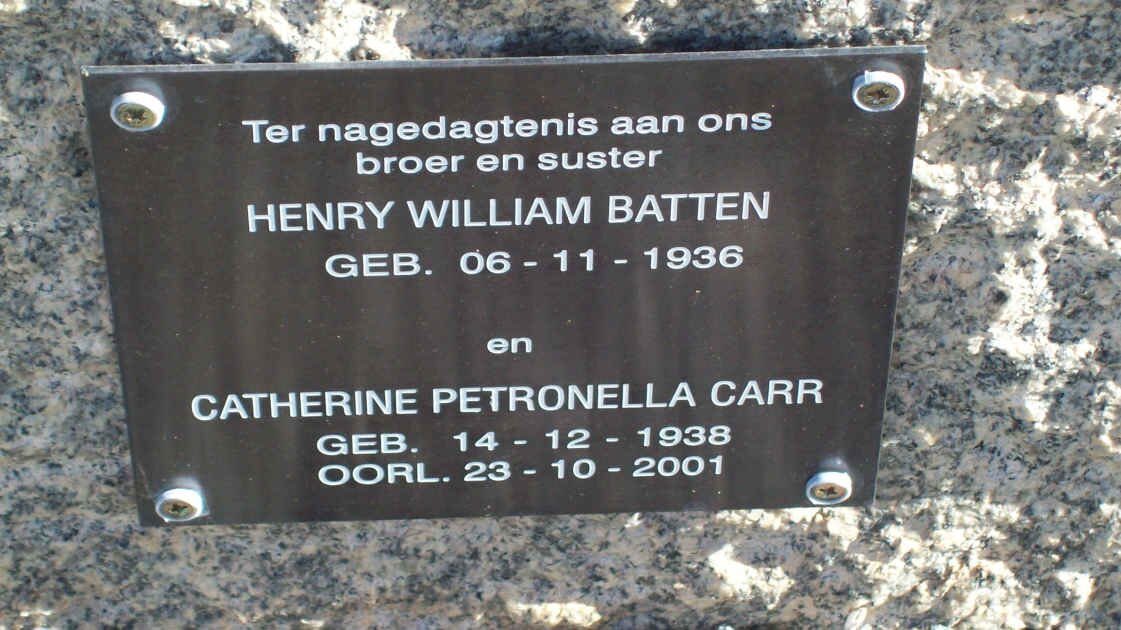 Ter nagedagtenis aan ons
broer en suster
HENRY WILLIAM BATTEN
GEB. 06 - 11 - 1936
en
CATHERINE PETRONELLA CARR
GEB. 14 - 12 - 1938
OORL. 23 - 10 - 2001